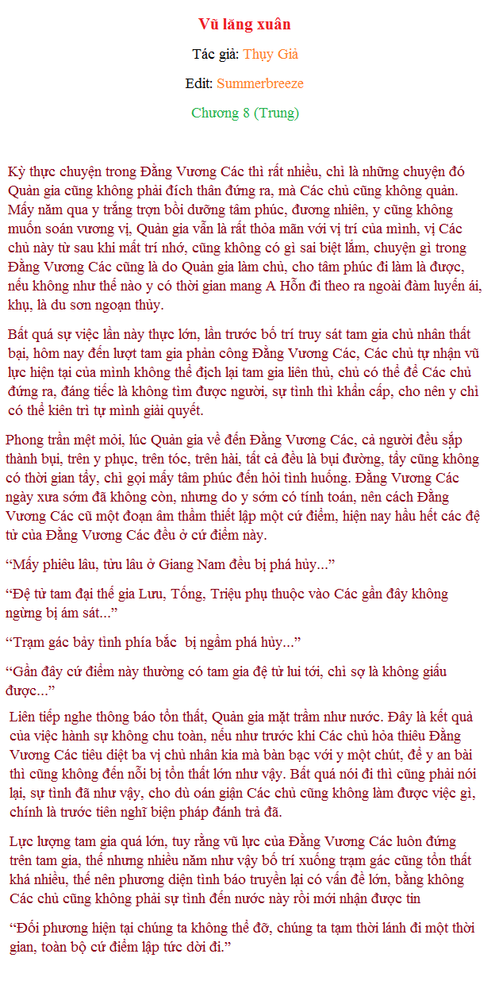 Vũ lăng xuân
Tác giả: Thụy Giả
Edit: Summerbreeze
Chương 8 (Trung)
Kỳ thực chuyện trong Đằng Vương Các thì rất nhiều, chỉ là những chuyện đó
Quản gia cũng không phải đích thân đứng ra, mà Các chủ cũng không quản.
Mấy năm qua y trắng trợn bồi dưỡng tâm phúc, đương nhiên, y cũng không
muốn soán vương vị, Quản gia vẫn là rất thỏa mãn với vị trí của mình, vị Các
chủ này từ sau khi mất trí nhớ, cũng không có gì sai biệt lắm, chuyện gì trong
Đằng Vương Các cũng là do Quản gia làm chủ, cho tâm phúc đi làm là được,
nếu không như thế nào y có thời gian mang A Hỗn đi theo ra ngoài đàm luyến ái,
khụ, là du sơn ngoạn thủy.
Bất quá sự việc lần này thực lớn, lần trước bố trí truy sát tam gia chủ nhân thất
bại, hôm nay đến lượt tam gia phản công Đằng Vương Các, Các chủ tự nhận vũ
lực hiện tại của mình không thể địch lại tam gia liên thủ, chủ có thể để Các chủ
đứng ra, đáng tiếc là không tìm được người, sự tình thì khẩn cấp, cho nên y chỉ
có thể kiên trì tự mình giải quyết.
Phong trần mệt mỏi, lúc Quản gia về đến Đằng Vương Các, cả người đều sắp
thành bụi, trên y phục, trên tóc, trên hài, tất cả đều là bụi đường, tẩy cũng không
có thời gian tẩy, chỉ gọi mấy tâm phúc đến hỏi tình huống. Đằng Vương Các
ngày xưa sớm đã không còn, nhưng do y sớm có tính toán, nên cách Đằng
Vương Các cũ một đoạn âm thầm thiết lập một cứ điểm, hiện nay hầu hết các đệ
tử của Đằng Vương Các đều ở cứ điểm này.
“Mấy phiêu lâu, tửu lâu ở Giang Nam đều bị phá hủy...”
“Đệ tử tam đại thế gia Lưu, Tống, Triệu phụ thuộc vào Các gần đây không
ngừng bị ám sát...”
“Trạm gác bảy tỉnh phía bắc  bị ngầm phá hủy...”
“Gần đây cứ điểm này thường có tam gia đệ tử lui tới, chỉ sợ là không giấu
được...”
Liên tiếp nghe thông báo tổn thất, Quản gia mặt trầm như nước. Đây là kết quả
của việc hành sự không chu toàn, nếu như trước khi Các chủ hỏa thiêu Đằng
Vương Các tiêu diệt ba vị chủ nhân kia mà bàn bạc với y một chút, để y an bài
thì cũng không đến nỗi bị tổn thất lớn như vậy. Bất quá nói đi thì cũng phải nói
lại, sự tình đã như vậy, cho dù oán giận Các chủ cũng không làm được việc gì,
chính là trước tiên nghĩ biện pháp đánh trả đã.
Lực lượng tam gia quá lớn, tuy rằng vũ lực của Đằng Vương Các luôn đứng
trên tam gia, thế nhưng nhiều năm như vậy bố trí xuống trạm gác cũng tổn thất
khá nhiều, thế nên phương diện tình báo truyền lại có vấn đề lớn, bằng không
Các chủ cũng không phải sự tình đến nước này rồi mới nhận được tin
“Đối phương hiện tại chúng ta không thể đỡ, chúng ta tạm thời lánh đi một thời
gian, toàn bộ cứ điểm lập tức dời đi.”